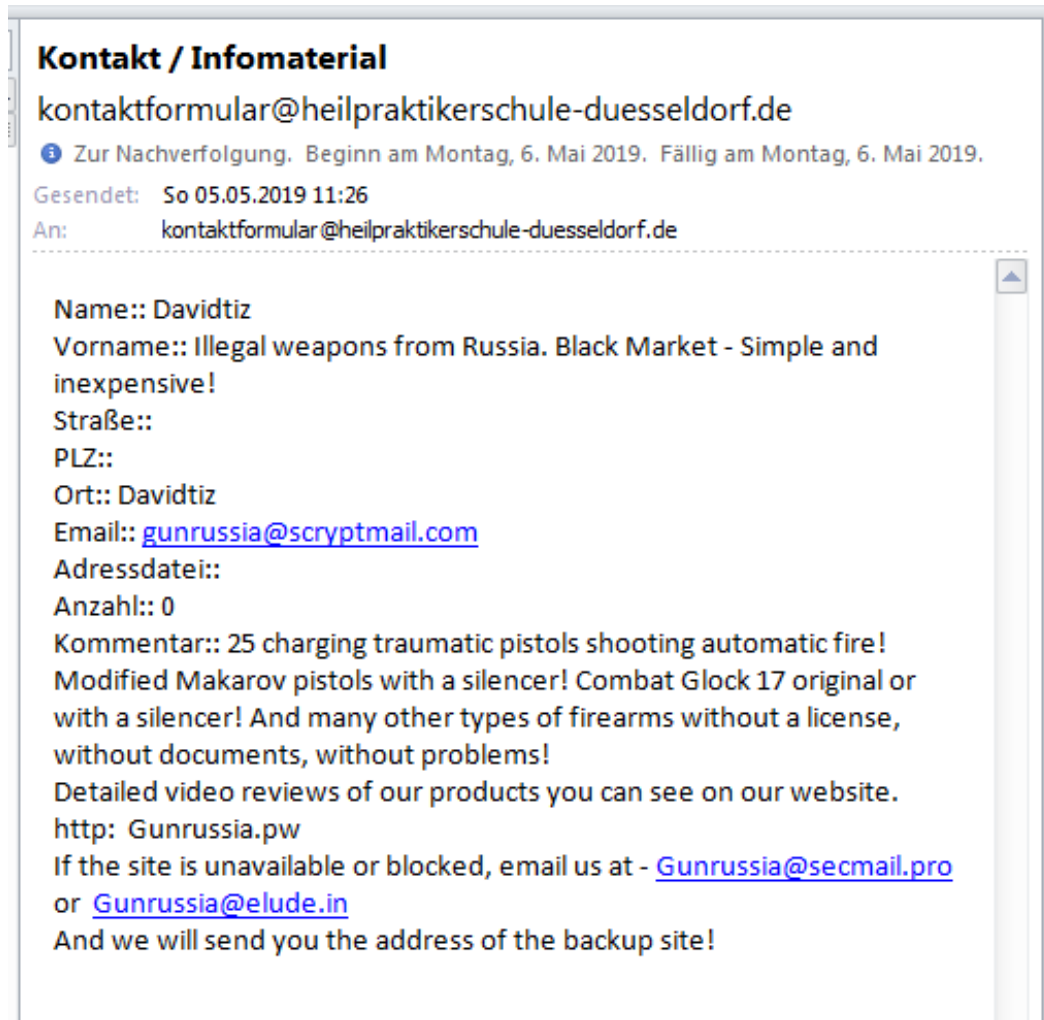 Kontakt / Infomaterial
kontaktformular@heilpraktikerschule-duesseldorf.de
Zur Nachverfolgung. Beginn am Montag, 6. Mai 2019. Fällig am Montag, 6. Mai 2019.
Gesendet: So 05.05.2019 11:26
An: kontaktformular@heilpraktikerschule-duesseldorf.de
Name:: Davidtiz
Vorname:: Illegal weapons from Russia. Black Market - Simple and
inexpensive!
Straße::
PLZ::
Ort:: Davidtiz
Email:: gunrussia@scryptmail.com
Adressdatei::
Anzahl:: 0
Kommentar:: 25 charging traumatic pistols shooting automatic fire!
Modified Makarov pistols with a silencer! Combat Glock 17 original or
with a silencer! And many other types of firearms without a license,
without documents, without problems!
Detailed video reviews of our products you can see on our website.
http: Gunrussia.pw
If the site is unavailable or blocked, email us at - Gunrussia@secmail.pro
or Gunrussia@elude.in
And we will send you the address of the backup site!